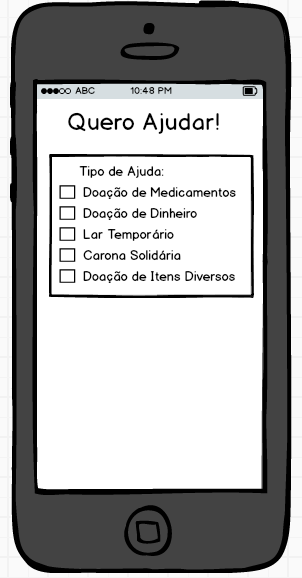 ABC 10:48 PM
Quero Ajudar!
Tipo de Ajuda:
Doação de Medicamentos
Doação de Dinheiro
Lar Temporário
Carona Solidária
Doação de Itens Diversos